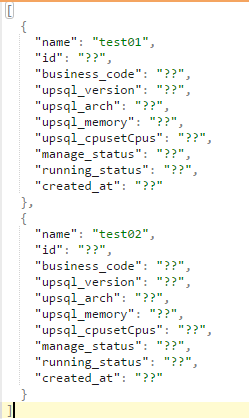 [
  {
    "name": "test01",
    "id": "??",
    "business_code": "??",
    "upsql_version": "??",
    "upsql_arch": "??",
    "upsql_memory": "??",
    "upsql_cpusetCpus": "??",
    "manage_status": "??",
    "running_status": "??",
    "created_at": "??"
  },
  {
    "name": "test02",
    "id": "??",
    "business_code": "??",
    "upsql_version": "??",
    "upsql_arch": "??",
    "upsql_memory": "??",
    "upsql_cpusetCpus": "??",
    "manage_status": "??",
    "running_status": "??",
    "created_at": "??"
  }
]